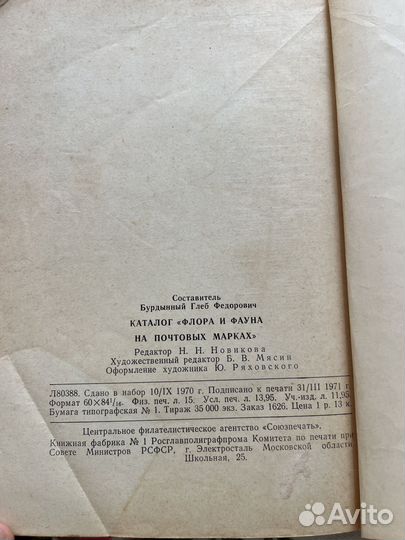 Составитель
Бурдынный Глеб Федорович
КАТАЛОГ «ФЛОРА И ФАУНА
НА ПОЧТОВЫХ МАРКАХ»
Редактор Н. Н. Новикова
Художественный редактор Б. В. Мясин
Оформление художника Ю. Ряховского
Л80388. Сдано в набор 10/IX 1970 г. Подписано к печати 31/III 1971 г.
Формат 60×84 1/16. Физ. печ. л. 15. Усл. печ. л. 13,95. Уч.-изд. л. 11,95
Бумага типографская № 1. Тираж 35 000 экз. Заказ 1626. Цена 1 р. 13 к.
Центральное филателистическое агентство «Союзпечать».
Книжная фабрика № 1 Росглавполиграфпрома Комитета по печати при
Совете Министров РСФСР, г. Электросталь Московской области,
Школьная, 25.
Avito